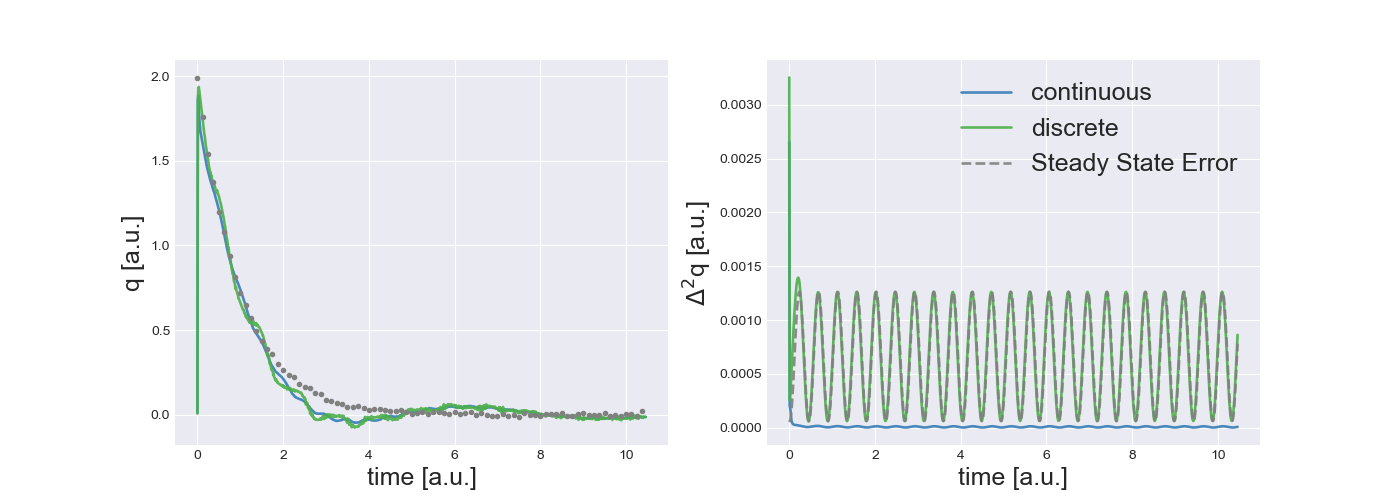 2.0
1.5
1.0
0.5
0.0
q [a.u.]
0 2 4 6 8 10
time [a.u.]
0.0030
0.0025
0.0020
0.0015
0.0010
0.0005
0.0000
Δ²q [a.u.]
continuous
discrete
Steady State Error
0 2 4 6 8 10
time [a.u.]